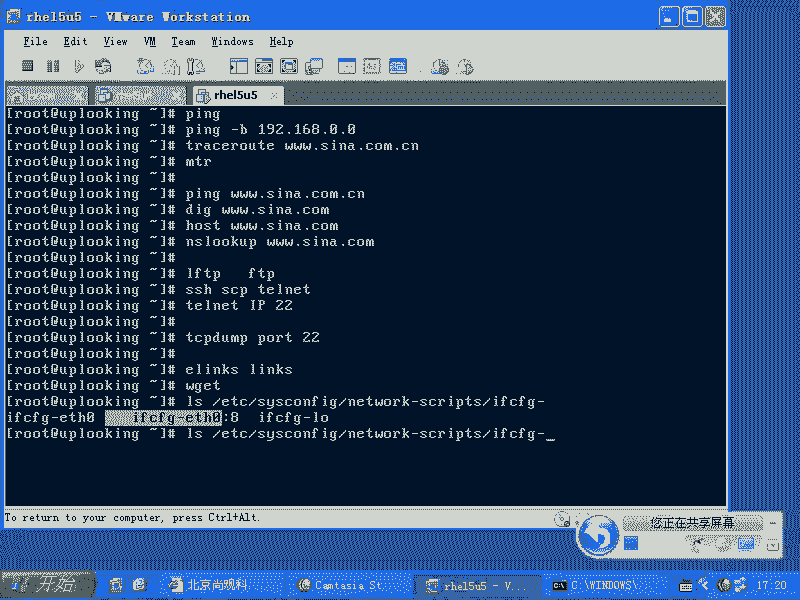 rhel5u5 - VMware Workstation
File Edit View VM Team Windows Help
rhel5u5
[root@uplooking ~]# ping
[root@uplooking ~]# ping -b 192.168.0.0
[root@uplooking ~]# traceroute www.sina.com.cn
[root@uplooking ~]# mtr
[root@uplooking ~]#
[root@uplooking ~]# ping www.sina.com.cn
[root@uplooking ~]# dig www.sina.com
[root@uplooking ~]# host www.sina.com
[root@uplooking ~]# nslookup www.sina.com
[root@uplooking ~]#
[root@uplooking ~]# lftp   ftp
[root@uplooking ~]# ssh scp telnet
[root@uplooking ~]# telnet IP 22
[root@uplooking ~]#
[root@uplooking ~]# tcpdump port 22
[root@uplooking ~]#
[root@uplooking ~]# elinks links
[root@uplooking ~]# wget
[root@uplooking ~]# ls /etc/sysconfig/network-scripts/ifcfg-
ifcfg-eth0    ifcfg-eth0:8  ifcfg-lo
[root@uplooking ~]# ls /etc/sysconfig/network-scripts/ifcfg-_
To return to your computer, press Ctrl+Alt.
您正在共享屏幕
开始 北京尚观科 Camtasia St rhel5u5 - V... C:\WINDOWS\ 17:20